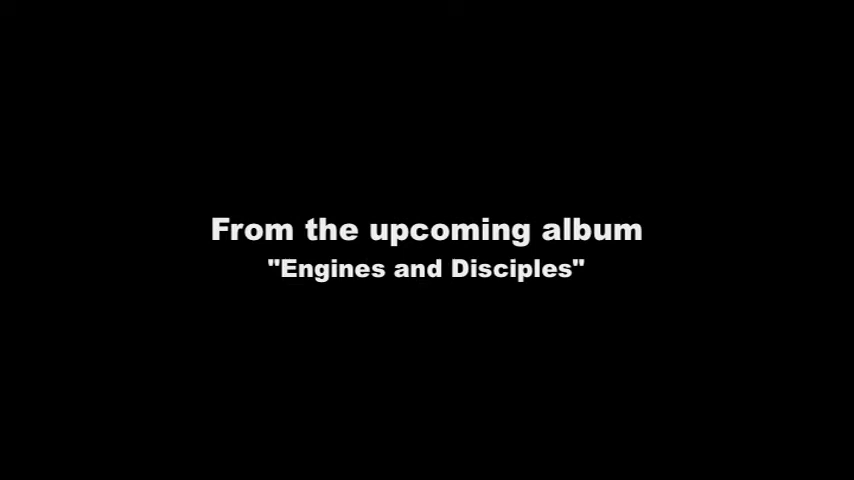 From the upcoming album
"Engines and Disciples"